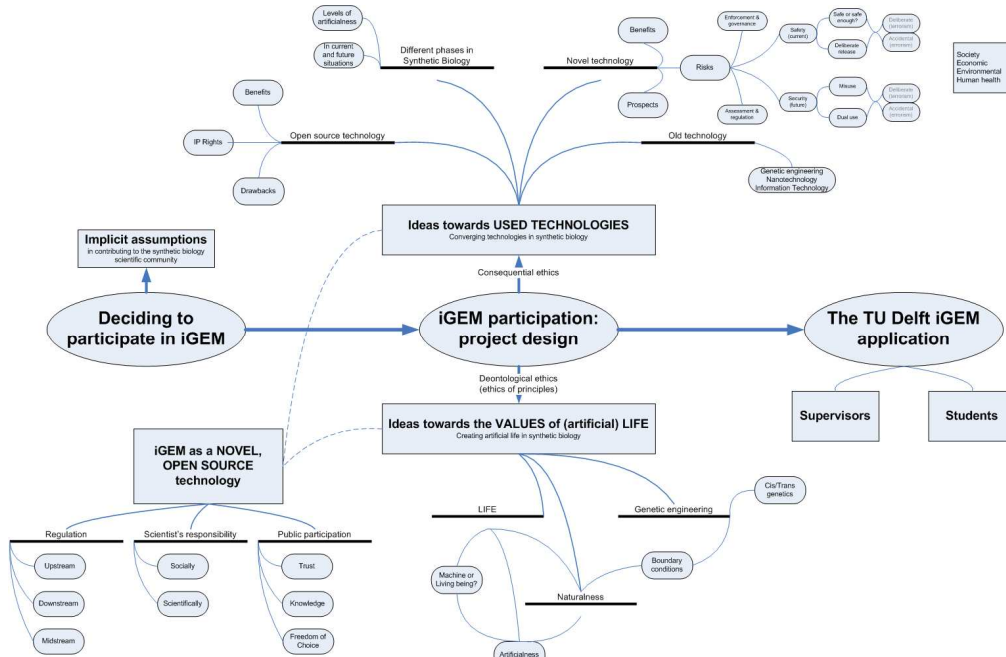 Levels of
artificialness
In current
and future
situations
Different phases in
Synthetic Biology
Benefits
Novel technology
Prospects
Risks
Enforcement &
governance
Assessment &
regulation
Safety
(current)
Security
(future)
Safe or safe
enough?
Deliberate
release
Misuse
Dual use
Deliberate
(terrorism)
Accidental
Deliberate
(terrorism)
Accidental
Society
Economic
Environmental
Human health
Benefits
IP Rights
Drawbacks
Open source technology
Old technology
Genetic engineering
Nanotechnology
Information Technology
Ideas towards USED TECHNOLOGIES
Converging technologies in synthetic biology
Implicit assumptions
in contributing to the synthetic biology
scientific community
Consequential ethics
Deciding to
participate in iGEM
iGEM participation:
project design
The TU Delft iGEM
application
Deontological ethics
(ethics of principles)
Supervisors
Students
Ideas towards the VALUES of (artificial) LIFE
Creating artificial life in synthetic biology
iGEM as a NOVEL,
OPEN SOURCE
technology
Regulation
Scientist's responsibility
Public participation
Upstream
Downstream
Midstream
Socially
Scientifically
Trust
Knowledge
Freedom of
Choice
LIFE
Genetic engineering
Cis/Trans
genetics
Machine or
Living being?
Boundary
conditions
Naturalness
Artificialness